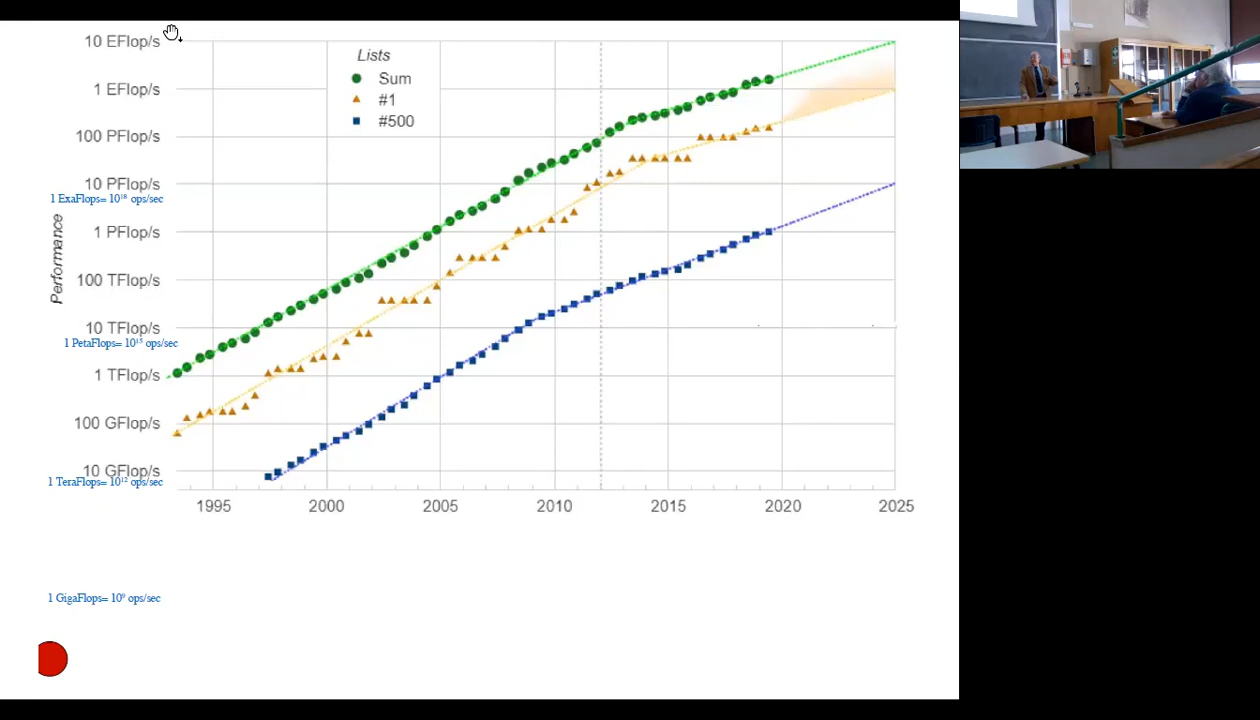 10 EFlop/s
Lists
Sum
1 EFlop/s
#1
#500
100 PFlop/s
10 PFlop/s
1 ExaFlops= 10¹⁸ ops/sec
Performance
1 PFlop/s
100 TFlop/s
10 TFlop/s
1 PetaFlops= 10¹⁵ ops/sec
1 TFlop/s
100 GFlop/s
10 GFlop/s
1 TeraFlops= 10¹² ops/sec
1995 2000 2005 2010 2015 2020 2025
1 GigaFlops= 10⁹ ops/sec